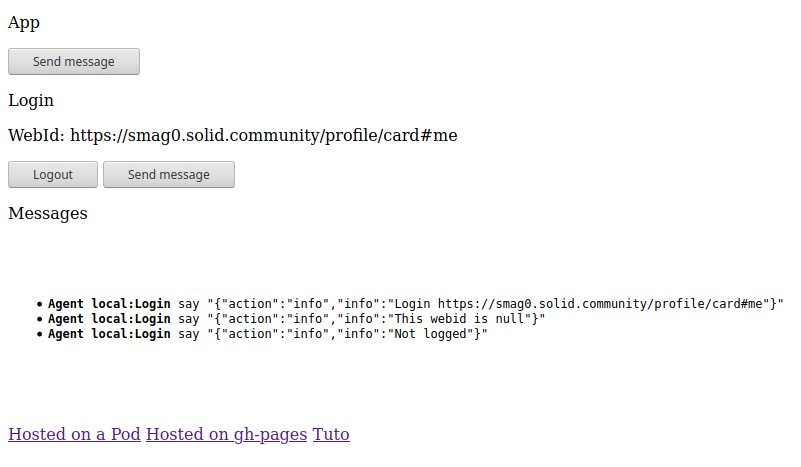 App
Send message
Login
WebId: https://smag0.solid.community/profile/card#me
Logout Send message
Messages
Agent local:Login say "{"action":"info","info":"Login https://smag0.solid.community/profile/card#me"}"
Agent local:Login say "{"action":"info","info":"This webid is null"}"
Agent local:Login say "{"action":"info","info":"Not logged"}"
Hosted on a Pod Hosted on gh-pages Tuto